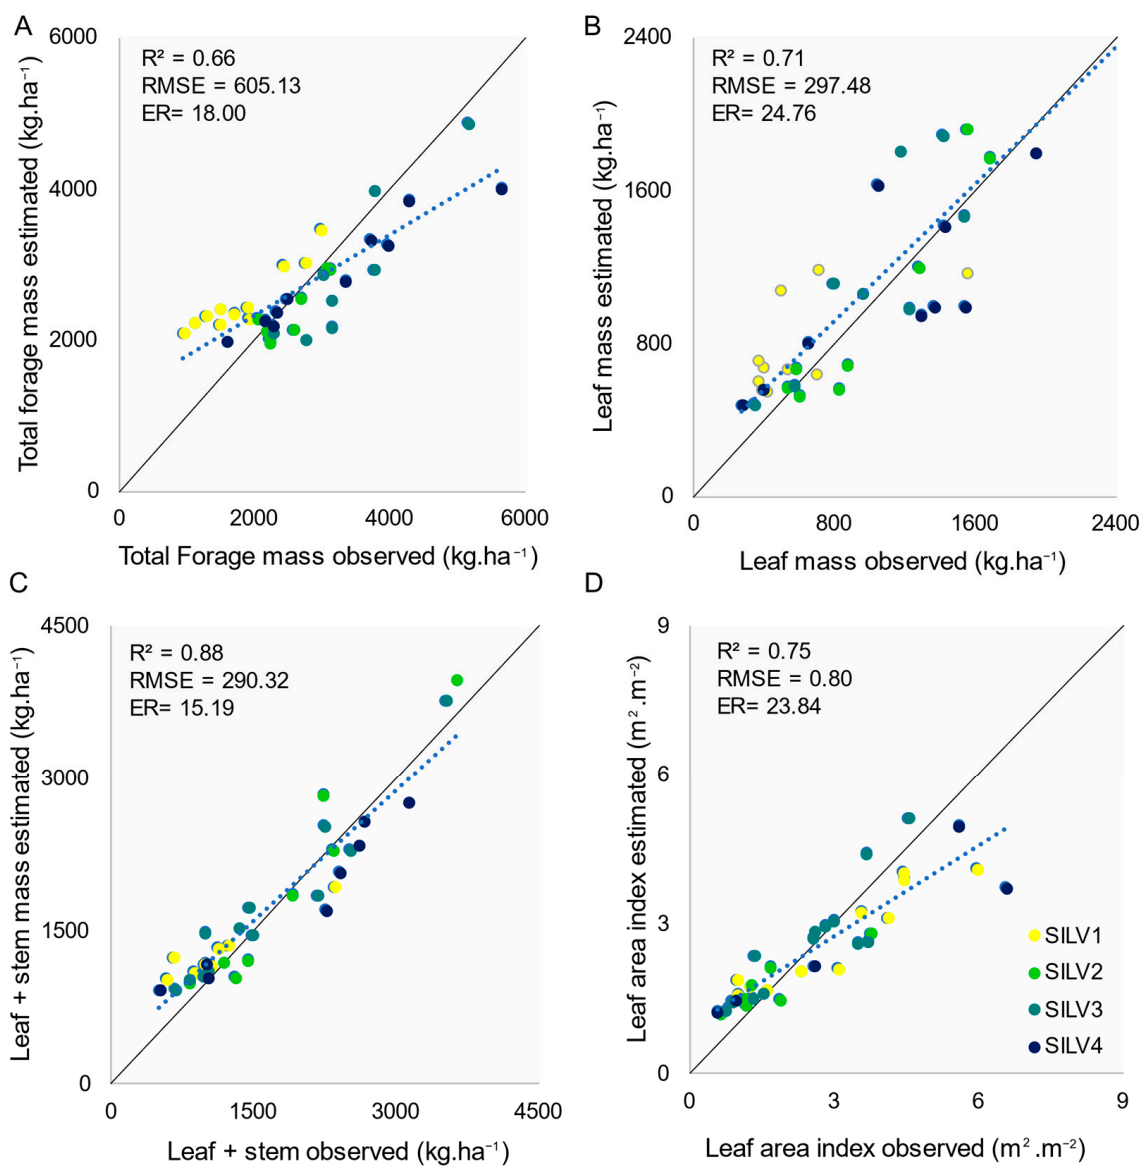 A
R² = 0.66
RMSE = 605.13
ER= 18.00
Total forage mass estimated (kg.ha⁻¹)
6000
4000
2000
0
0 2000 4000 6000
Total Forage mass observed (kg.ha⁻¹)
B
R² = 0.71
RMSE = 297.48
ER= 24.76
Leaf mass estimated (kg.ha⁻¹)
2400
1600
800
0
0 800 1600 2400
Leaf mass observed (kg.ha⁻¹)
C
R² = 0.88
RMSE = 290.32
ER= 15.19
Leaf + stem mass estimated (kg.ha⁻¹)
4500
3000
1500
0
0 1500 3000 4500
Leaf + stem observed (kg.ha⁻¹)
D
R² = 0.75
RMSE = 0.80
ER= 23.84
Leaf area index estimated (m² .m⁻²)
9
6
3
0
0 3 6 9
Leaf area index observed (m² .m⁻²)
SILV1
SILV2
SILV3
SILV4